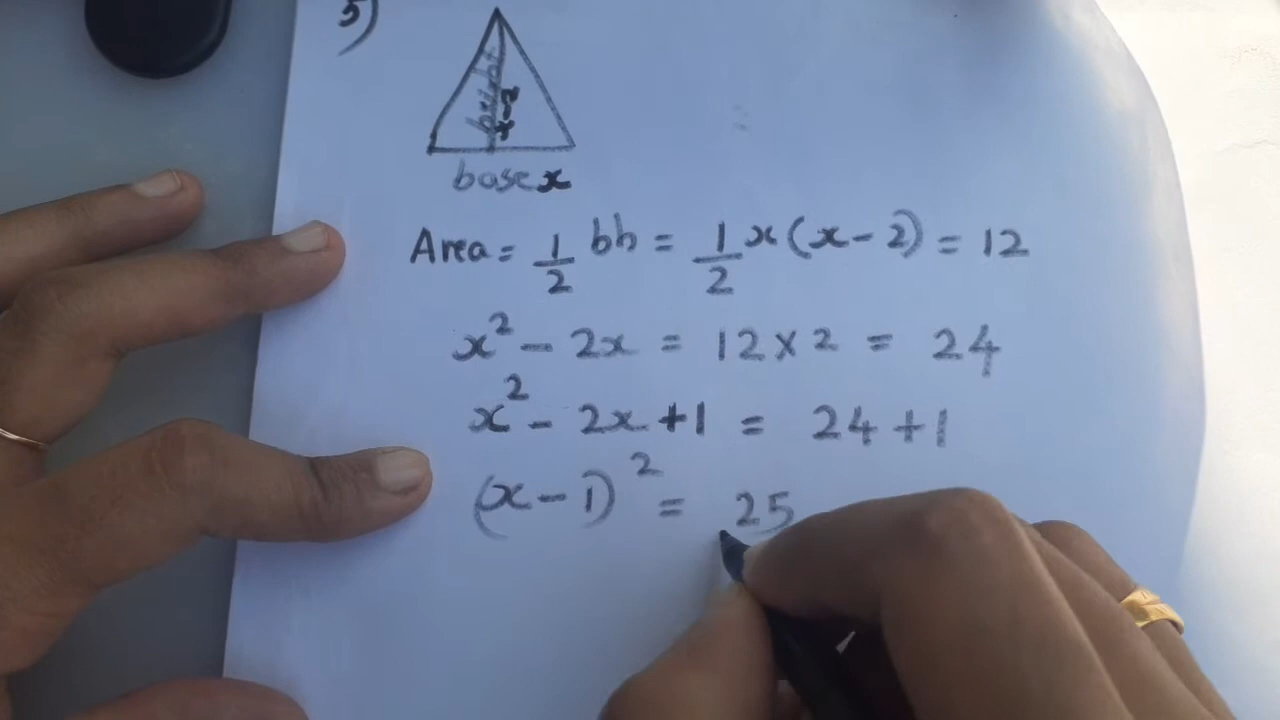 5)
height x-2
base x
Area = 1/2 bh = 1/2 x(x-2) = 12
x² - 2x = 12 × 2 = 24
x² - 2x + 1 = 24 + 1
(x - 1)² = 25